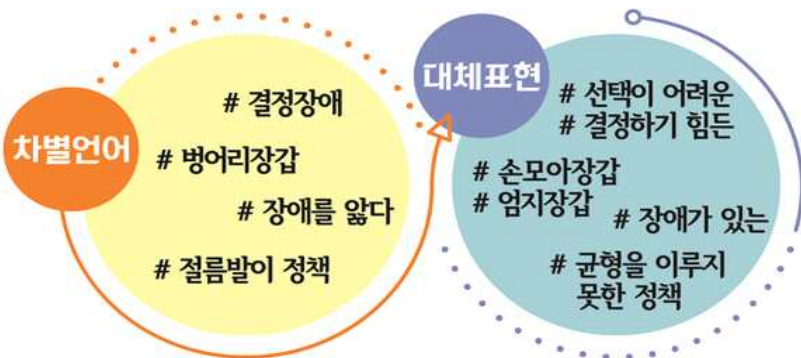 차별언어
# 결정장애
# 벙어리장갑
# 장애를 앓다
# 절름발이 정책
대체표현
# 선택이 어려운
# 결정하기 힘든
# 손모아장갑
# 엄지장갑
# 장애가 있는
# 균형을 이루지
못한 정책